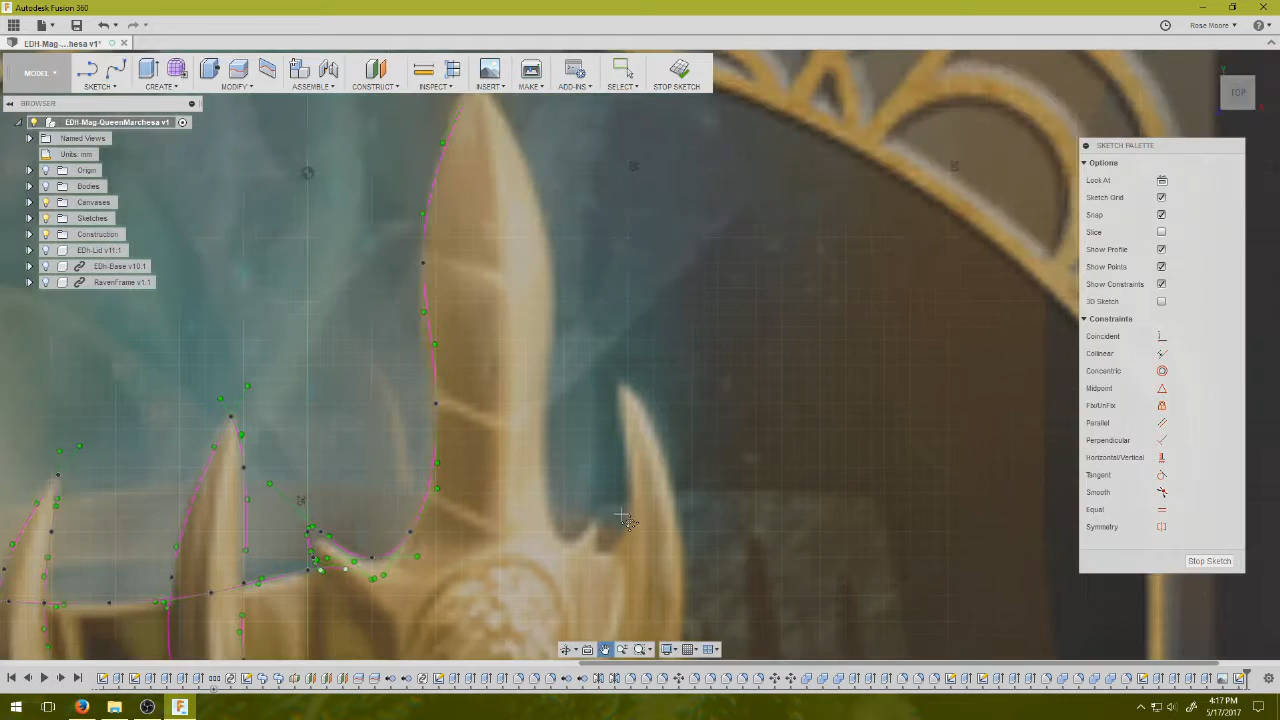 Autodesk Fusion 360
Rose Moore
EDH-Mag-...hesa v1*
MODEL
SKETCH
CREATE
MODIFY
ASSEMBLE
CONSTRUCT
INSPECT
INSERT
MAKE
ADD-INS
SELECT
STOP SKETCH
BROWSER
EDH-Mag-QueenMarchesa v1
Named Views
Units: mm
Origin
Bodies
Canvases
Sketches
Construction
EDh-Lid v11:1
EDh-Base v10:1
RavenFrame v1:1
25
TOP
SKETCH PALETTE
Options
Look At
Sketch Grid
Snap
Slice
Show Profile
Show Points
Show Constraints
3D Sketch
Constraints
Coincident
Collinear
Concentric
Midpoint
Fix/UnFix
Parallel
Perpendicular
Horizontal/Vertical
Tangent
Smooth
Equal
Symmetry
Stop Sketch
4:17 PM
5/17/2017